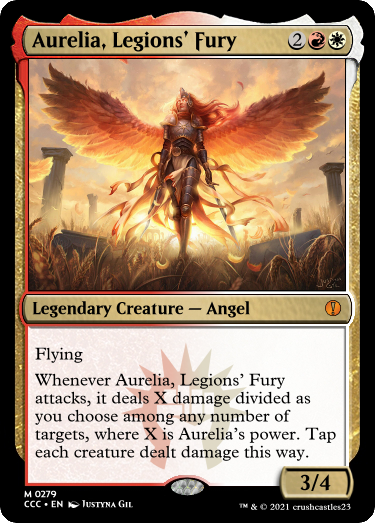 Aurelia, Legions' Fury 2
Legendary Creature — Angel
Flying
Whenever Aurelia, Legions' Fury
attacks, it deals X damage divided as
you choose among any number of
targets, where X is Aurelia's power. Tap
each creature dealt damage this way.
3/4
M 0279
CCC • EN Justyna Gil
™ & © 2021 crushcastles23